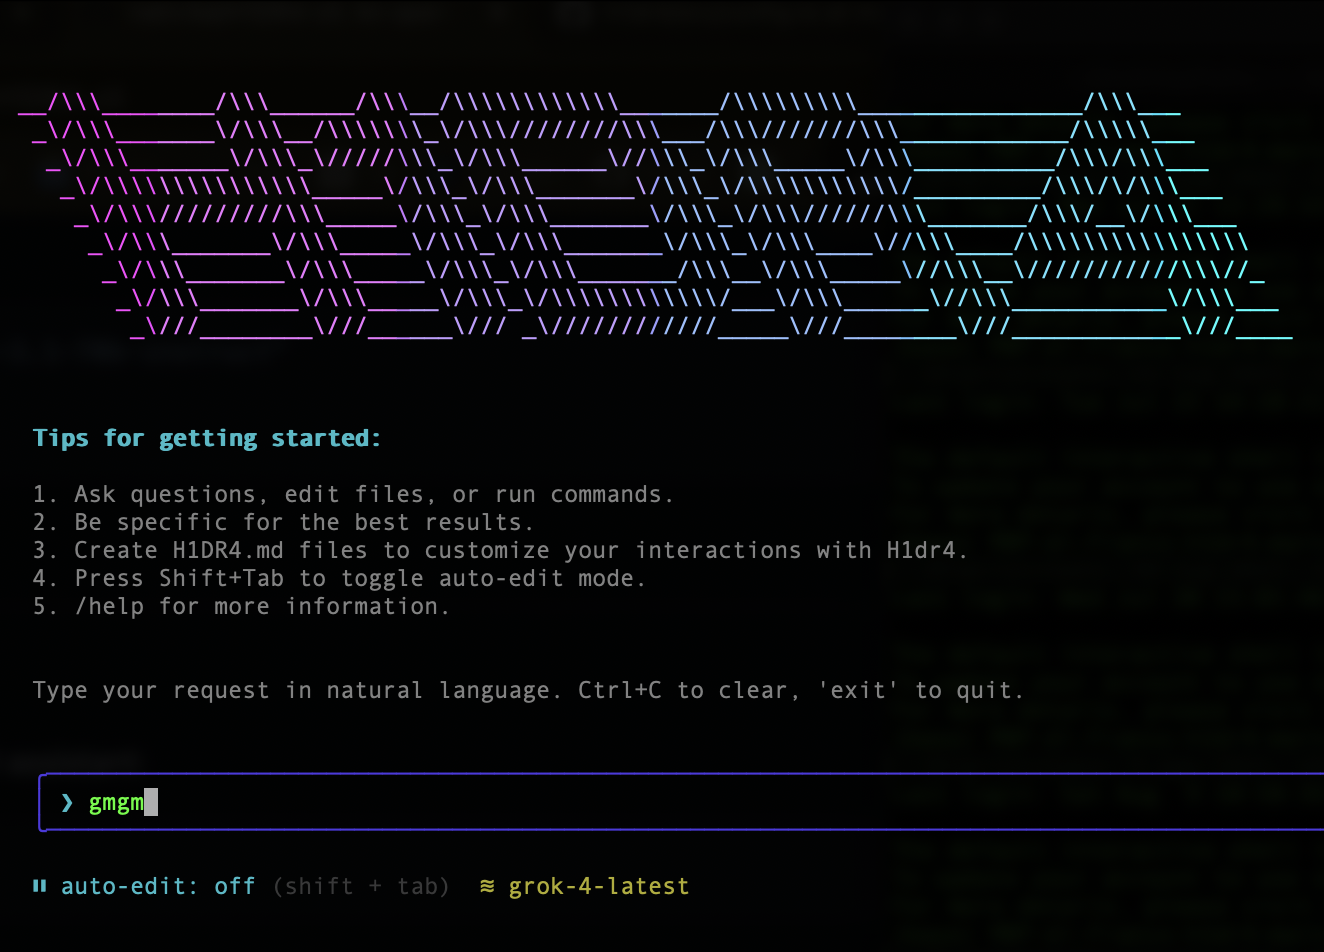 H1DR4
Tips for getting started:
1. Ask questions, edit files, or run commands.
2. Be specific for the best results.
3. Create H1DR4.md files to customize your interactions with H1dr4.
4. Press Shift+Tab to toggle auto-edit mode.
5. /help for more information.
Type your request in natural language. Ctrl+C to clear, 'exit' to quit.
❯ gmgm
⏸ auto-edit: off (shift + tab) ≋ grok-4-latest